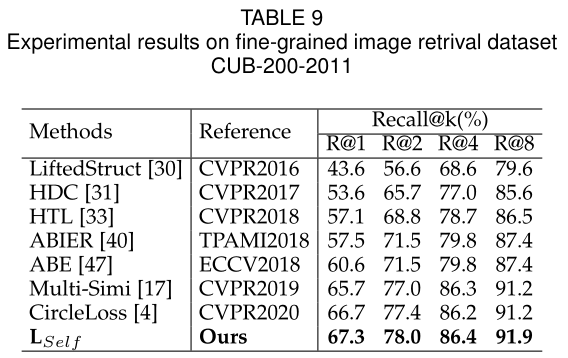 TABLE 9
Experimental results on fine-grained image retrival dataset
CUB-200-2011
Methods Reference Recall@k(%)
R@1 R@2 R@4 R@8
LiftedStruct [30] CVPR2016 43.6 56.6 68.6 79.6
HDC [31] CVPR2017 53.6 65.7 77.0 85.6
HTL [33] CVPR2018 57.1 68.8 78.7 86.5
ABIER [40] TPAMI2018 57.5 71.5 79.8 87.4
ABE [47] ECCV2018 60.6 71.5 79.8 87.4
Multi-Simi [17] CVPR2019 65.7 77.0 86.3 91.2
CircleLoss [4] CVPR2020 66.7 77.4 86.2 91.2
L_Self Ours 67.3 78.0 86.4 91.9